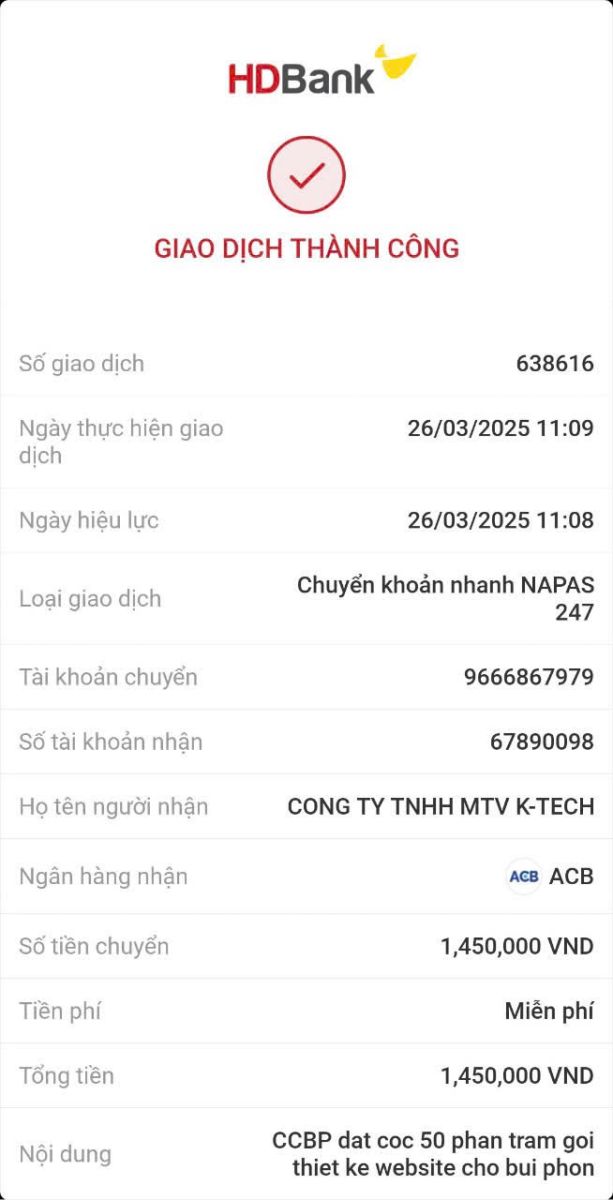 HDBank
GIAO DỊCH THÀNH CÔNG
Số giao dịch 638616
Ngày thực hiện giao dịch 26/03/2025 11:09
Ngày hiệu lực 26/03/2025 11:08
Loại giao dịch Chuyển khoản nhanh NAPAS 247
Tài khoản chuyển 9666867979
Số tài khoản nhận 67890098
Họ tên người nhận CONG TY TNHH MTV K-TECH
Ngân hàng nhận ACB ACB
Số tiền chuyển 1,450,000 VND
Tiền phí Miễn phí
Tổng tiền 1,450,000 VND
Nội dung CCBP dat coc 50 phan tram goi
thiet ke website cho bui phon